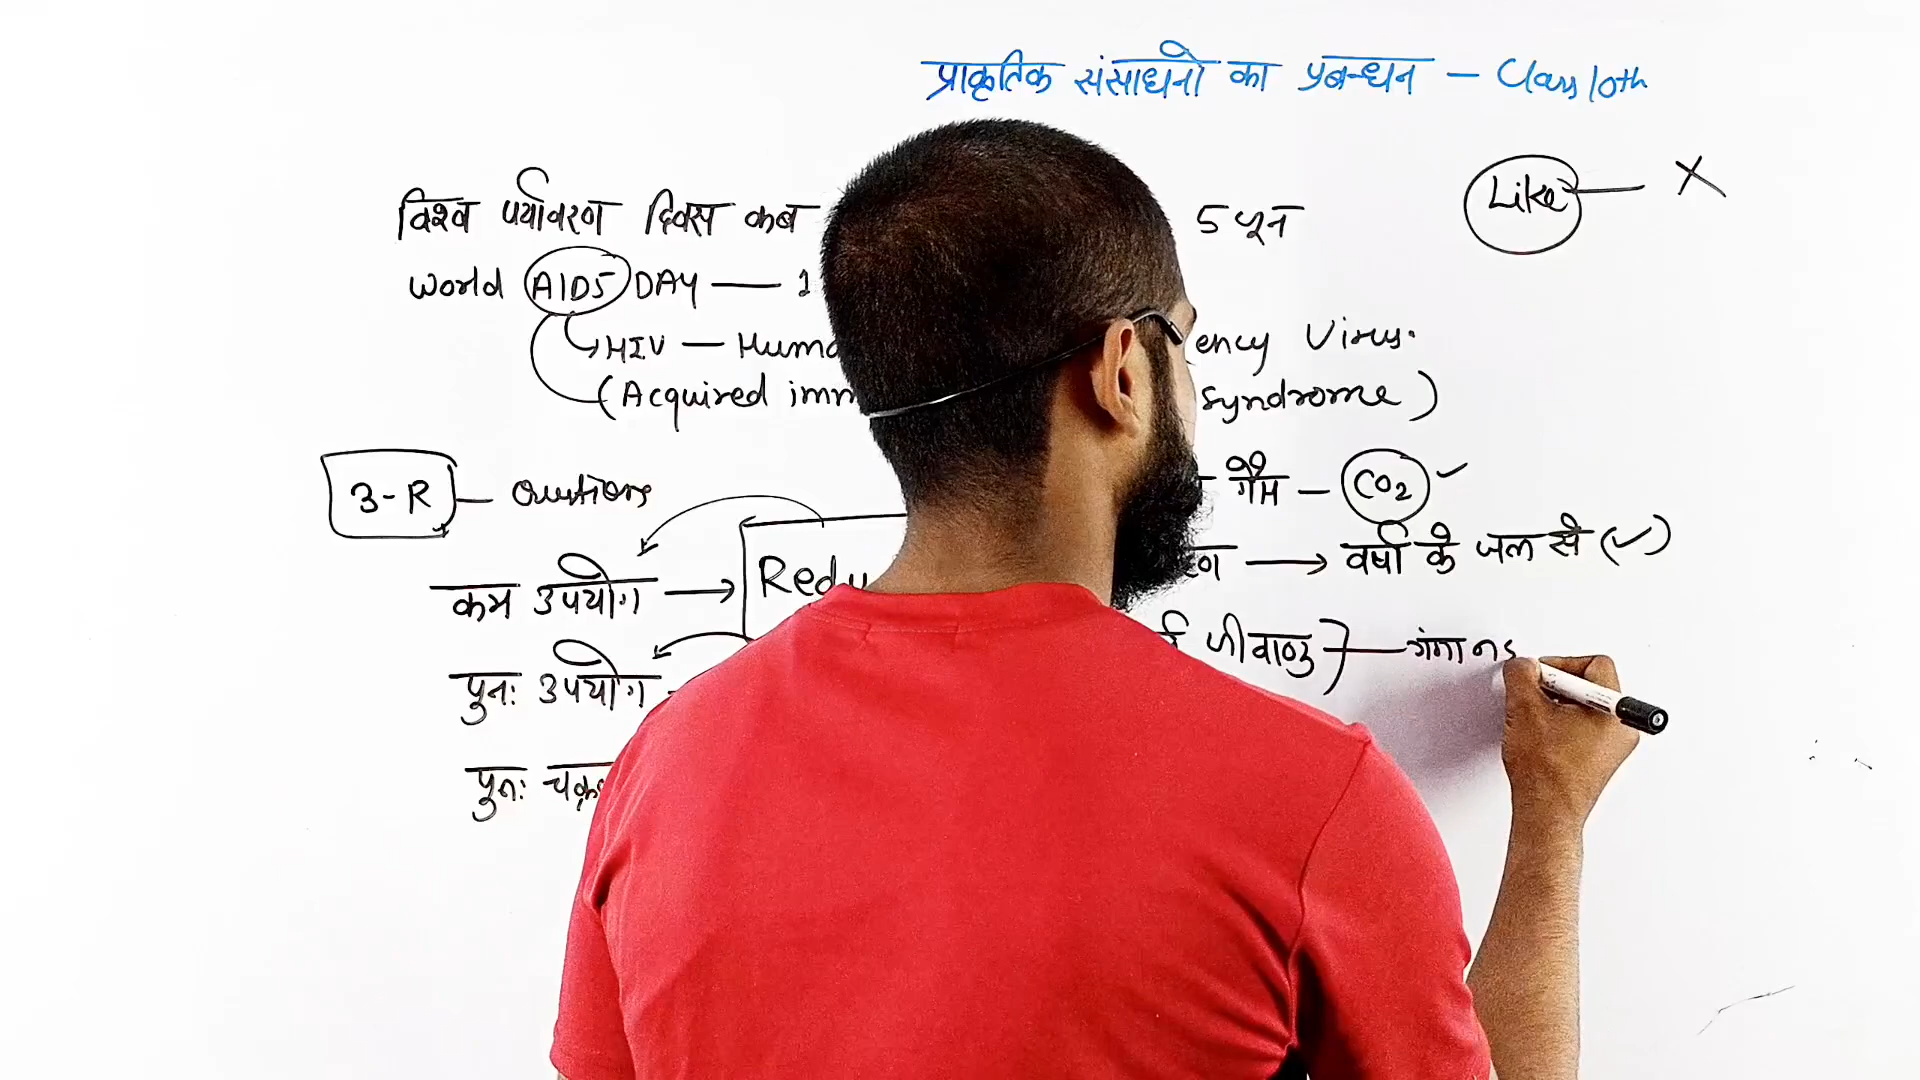 प्राकृतिक संसाधनो का प्रबन्धन — Class 10th
विश्व पर्यावरण दिवस कब 5 जून
Like — X
World AIDS DAY — 1
HIV — Huma ency Virus.
(Acquired imm syndrome)
3-R — Questions
गैस — CO2 ✓
कम उपयोग → Redu
→ वर्षा के जल से (✓)
पुनः उपयोग
जीवाणु } — गंगा
पुनः चक्र